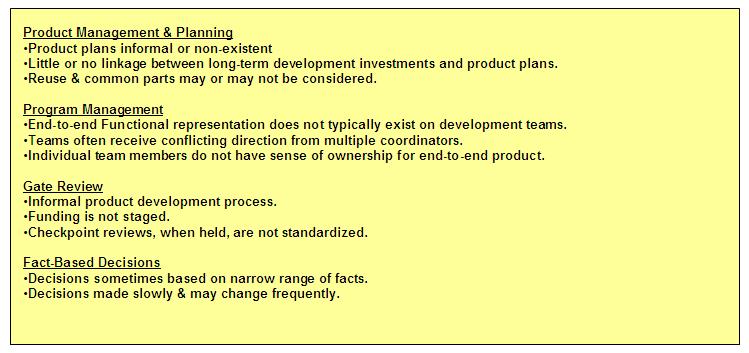 Product Management & Planning
•Product plans informal or non-existent
•Little or no linkage between long-term development investments and product plans.
•Reuse & common parts may or may not be considered.
Program Management
•End-to-end Functional representation does not typically exist on development teams.
•Teams often receive conflicting direction from multiple coordinators.
•Individual team members do not have sense of ownership for end-to-end product.
Gate Review
•Informal product development process.
•Funding is not staged.
•Checkpoint reviews, when held, are not standardized.
Fact-Based Decisions
•Decisions sometimes based on narrow range of facts.
•Decisions made slowly & may change frequently.